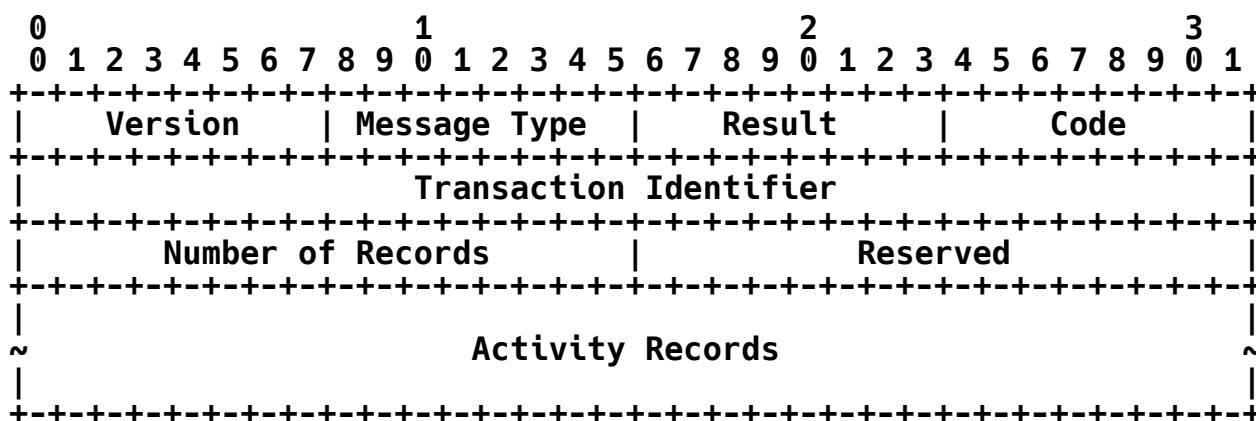 0                   1                   2                   3
 0 1 2 3 4 5 6 7 8 9 0 1 2 3 4 5 6 7 8 9 0 1 2 3 4 5 6 7 8 9 0 1
+-+-+-+-+-+-+-+-+-+-+-+-+-+-+-+-+-+-+-+-+-+-+-+-+-+-+-+-+-+-+-+-+
|    Version    | Message Type  |    Result     |     Code      |
+-+-+-+-+-+-+-+-+-+-+-+-+-+-+-+-+-+-+-+-+-+-+-+-+-+-+-+-+-+-+-+-+
|                    Transaction Identifier                     |
+-+-+-+-+-+-+-+-+-+-+-+-+-+-+-+-+-+-+-+-+-+-+-+-+-+-+-+-+-+-+-+-+
|       Number of Records       |           Reserved            |
+-+-+-+-+-+-+-+-+-+-+-+-+-+-+-+-+-+-+-+-+-+-+-+-+-+-+-+-+-+-+-+-+
|                                                               |
~                       Activity Records                        ~
|                                                               |
+-+-+-+-+-+-+-+-+-+-+-+-+-+-+-+-+-+-+-+-+-+-+-+-+-+-+-+-+-+-+-+-+